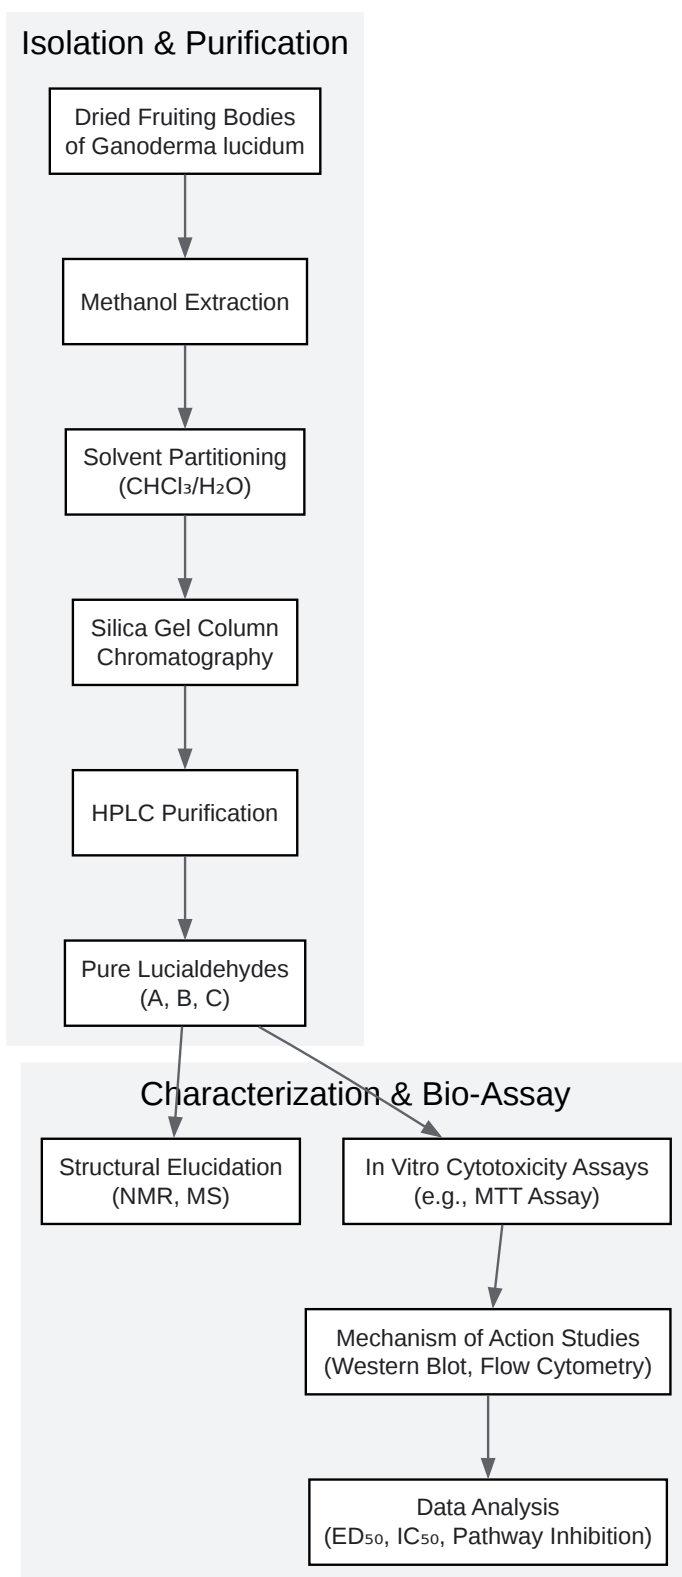 Isolation & Purification
Dried Fruiting Bodies
of Ganoderma lucidum
Methanol Extraction
Solvent Partitioning
(CHCl₃/H₂O)
Silica Gel Column
Chromatography
HPLC Purification
Pure Lucialdehydes
(A, B, C)
Characterization & Bio-Assay
Structural Elucidation
(NMR, MS)
In Vitro Cytotoxicity Assays
(e.g., MTT Assay)
Mechanism of Action Studies
(Western Blot, Flow Cytometry)
Data Analysis
(ED₅₀, IC₅₀, Pathway Inhibition)